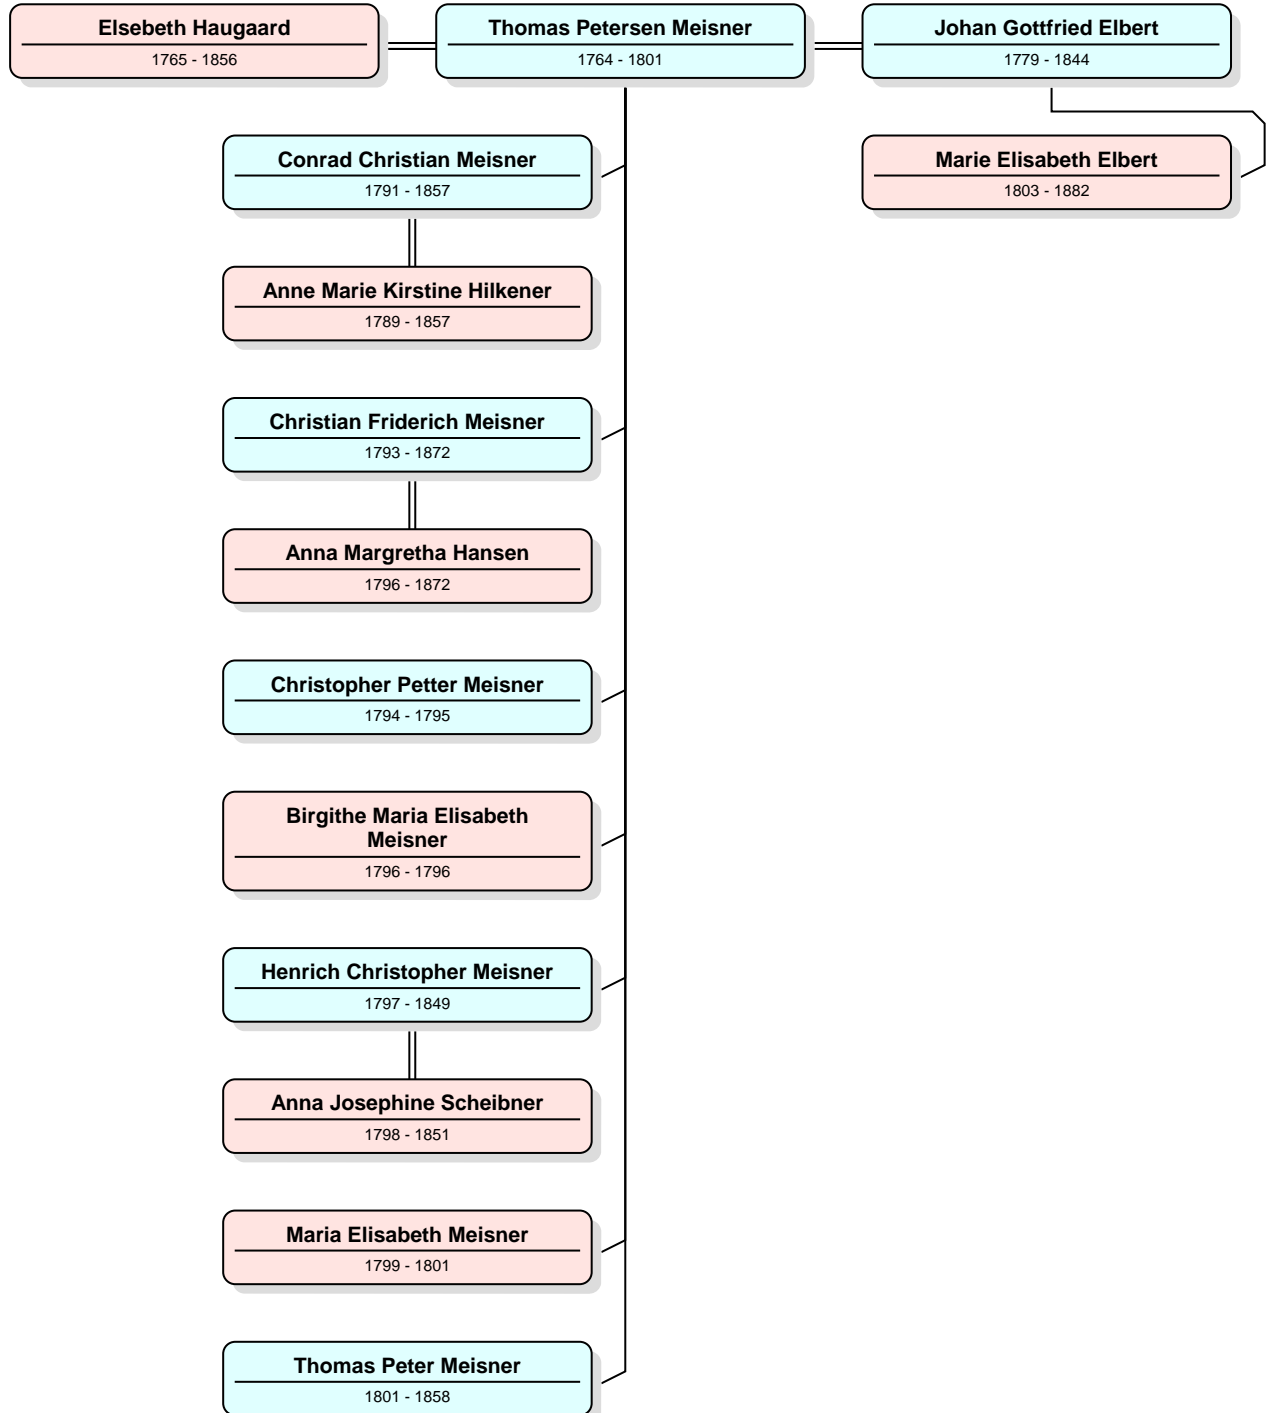 Elsebeth Haugaard
1765 - 1856
Thomas Petersen Meisner
1764 - 1801
Johan Gottfried Elbert
1779 - 1844
Conrad Christian Meisner
1791 - 1857
Marie Elisabeth Elbert
1803 - 1882
Anne Marie Kirstine Hilkener
1789 - 1857
Christian Friderich Meisner
1793 - 1872
Anna Margretha Hansen
1796 - 1872
Christopher Petter Meisner
1794 - 1795
Birgithe Maria Elisabeth
Meisner
1796 - 1796
Henrich Christopher Meisner
1797 - 1849
Anna Josephine Scheibner
1798 - 1851
Maria Elisabeth Meisner
1799 - 1801
Thomas Peter Meisner
1801 - 1858